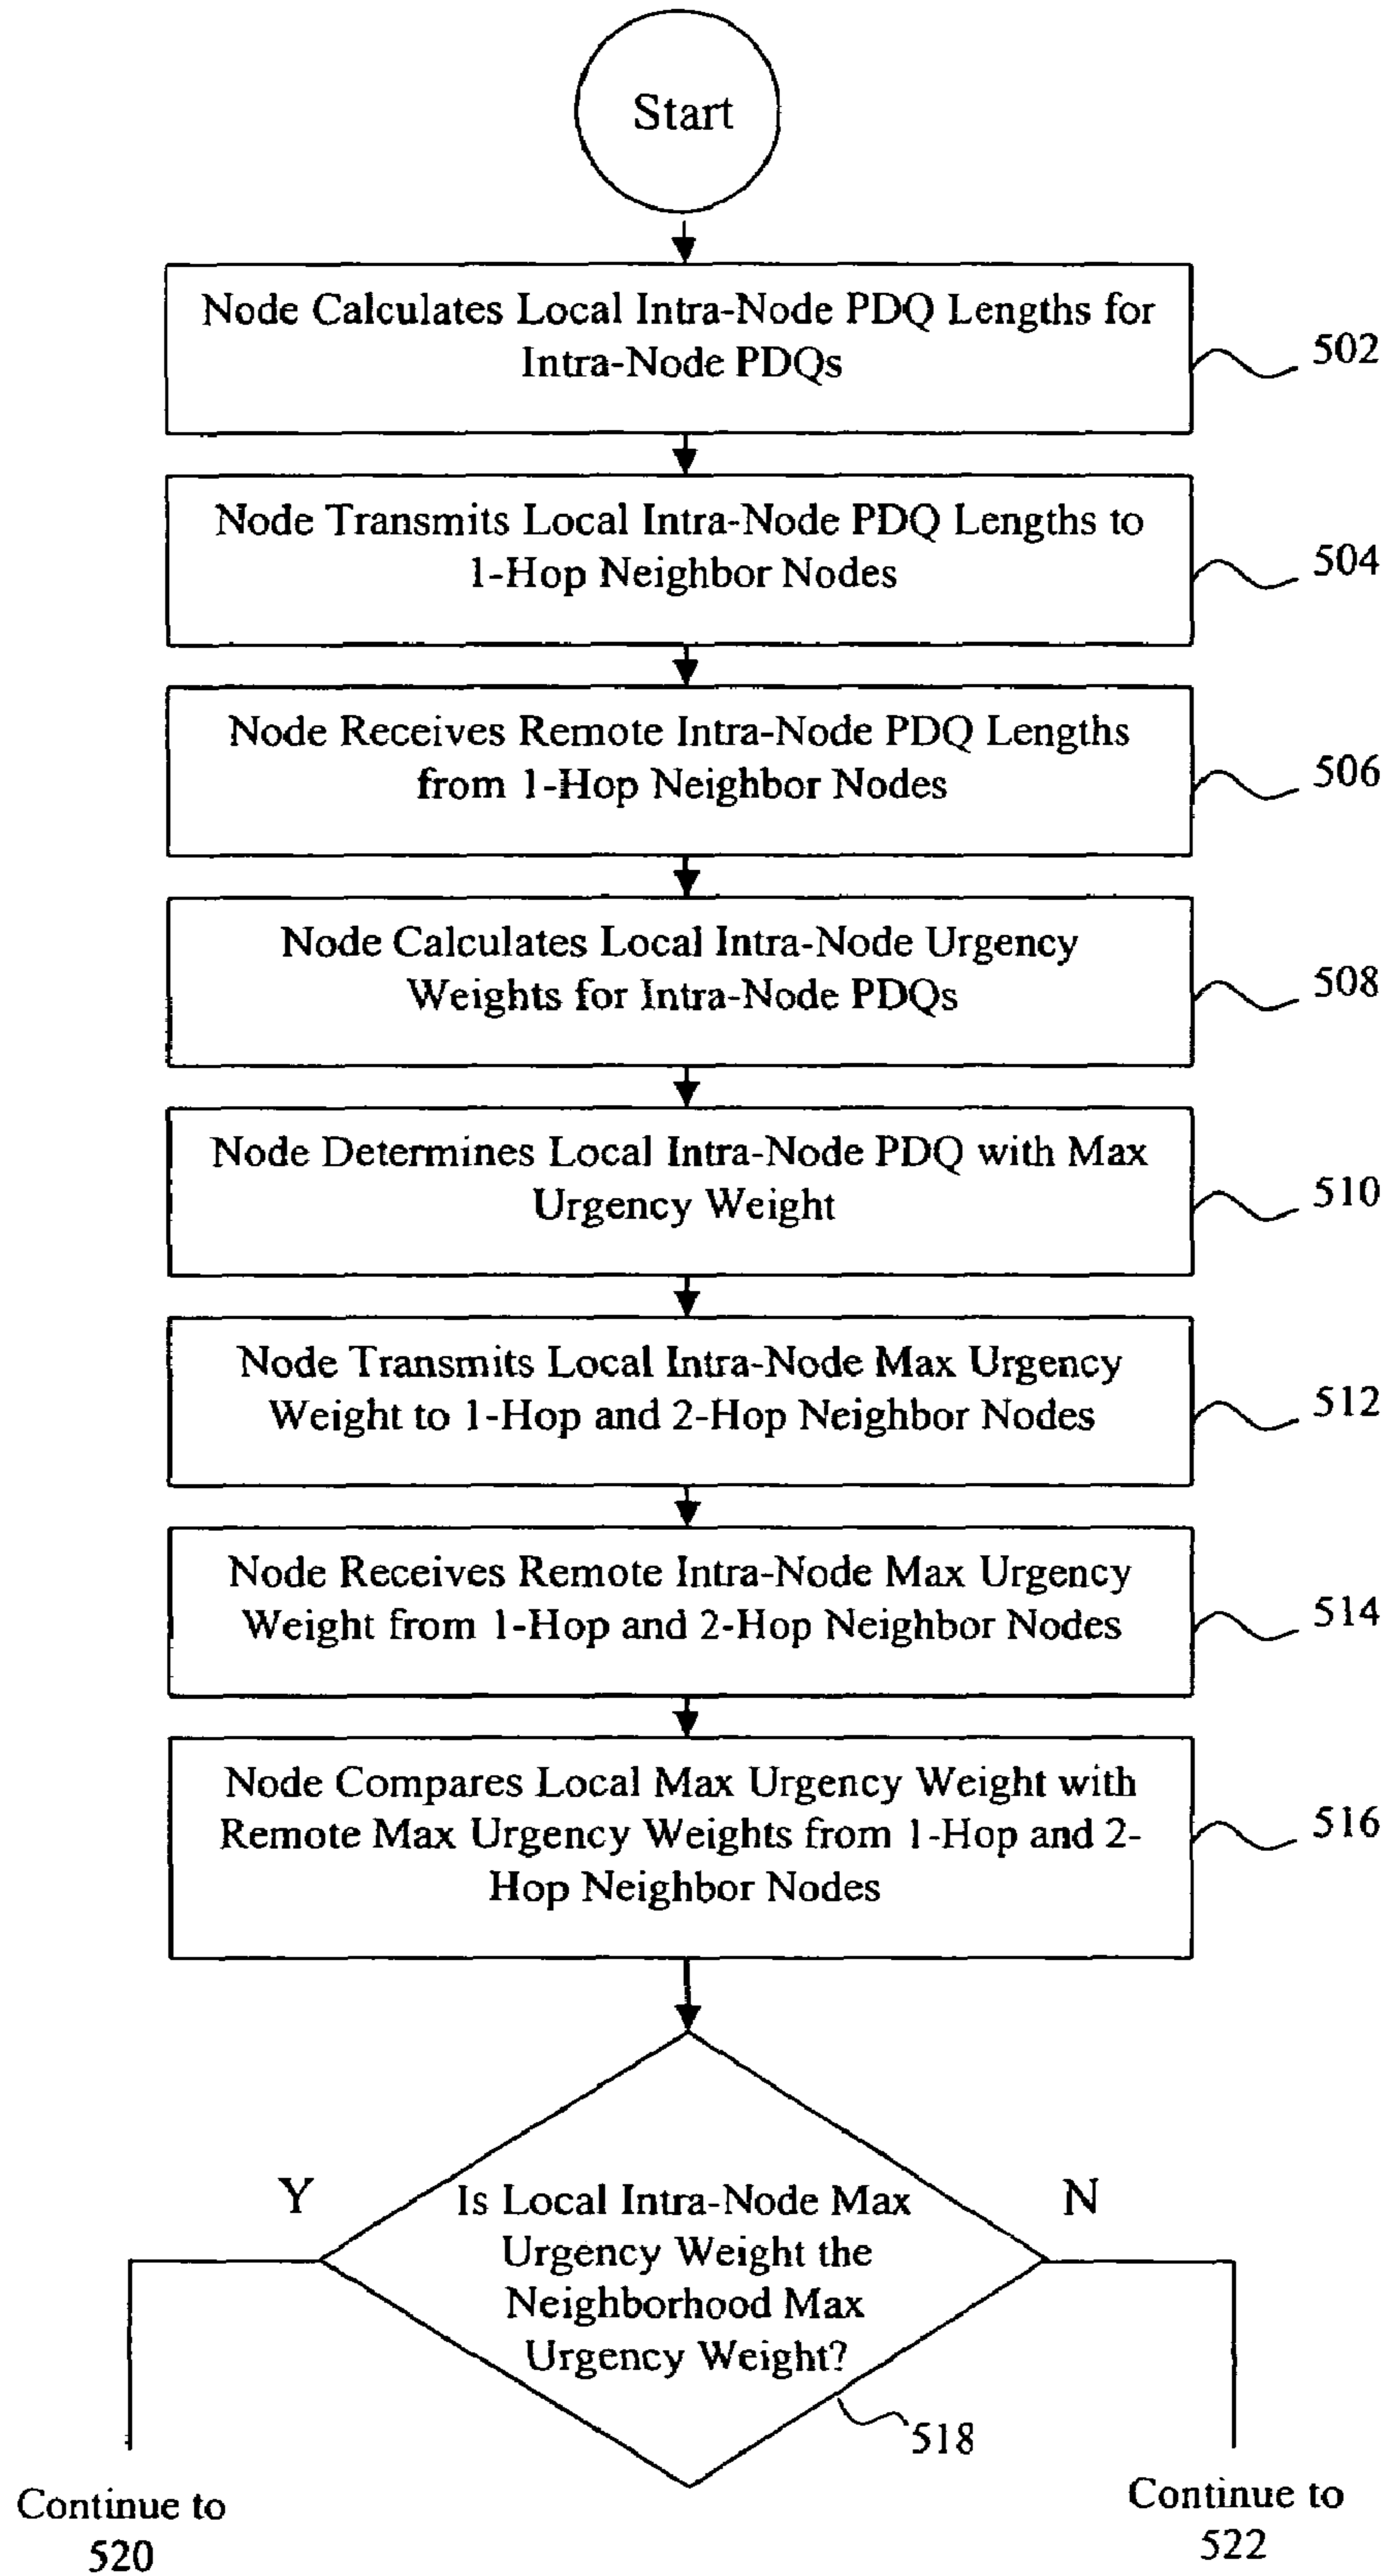 Start
Node Calculates Local Intra-Node PDQ Lengths for
Intra-Node PDQs
502
Node Transmits Local Intra-Node PDQ Lengths to
1-Hop Neighbor Nodes
504
Node Receives Remote Intra-Node PDQ Lengths
from 1-Hop Neighbor Nodes
506
Node Calculates Local Intra-Node Urgency
Weights for Intra-Node PDQs
508
Node Determines Local Intra-Node PDQ with Max
Urgency Weight
510
Node Transmits Local Intra-Node Max Urgency
Weight to 1-Hop and 2-Hop Neighbor Nodes
512
Node Receives Remote Intra-Node Max Urgency
Weight from 1-Hop and 2-Hop Neighbor Nodes
514
Node Compares Local Max Urgency Weight with
Remote Max Urgency Weights from 1-Hop and 2-
Hop Neighbor Nodes
516
Y
N
Is Local Intra-Node Max
Urgency Weight the
Neighborhood Max
Urgency Weight?
518
Continue to
520
Continue to
522